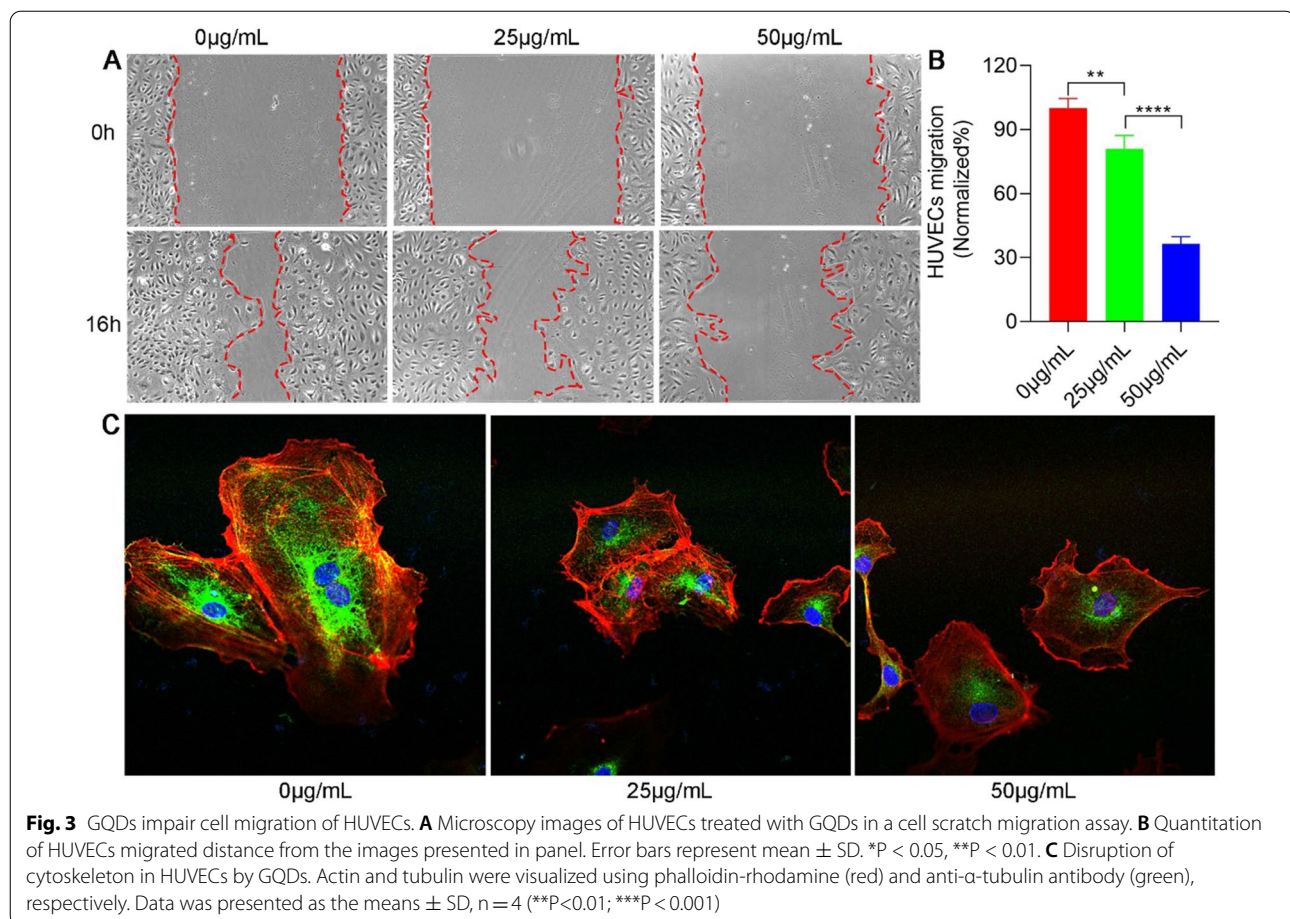 0μg/mL 25μg/mL 50μg/mL
A
0h
16h
B
HUVECs migration
(Normalized%)
120
90
60
30
0
**
****
0μg/mL
25μg/mL
50μg/mL
C
0μg/mL 25μg/mL 50μg/mL
Fig. 3 GQDs impair cell migration of HUVECs. A Microscopy images of HUVECs treated with GQDs in a cell scratch migration assay. B Quantitation
of HUVECs migrated distance from the images presented in panel. Error bars represent mean ± SD. *P < 0.05, **P < 0.01. C Disruption of
cytoskeleton in HUVECs by GQDs. Actin and tubulin were visualized using phalloidin-rhodamine (red) and anti-α-tubulin antibody (green),
respectively. Data was presented as the means ± SD, n = 4 (**P<0.01; ***P < 0.001)